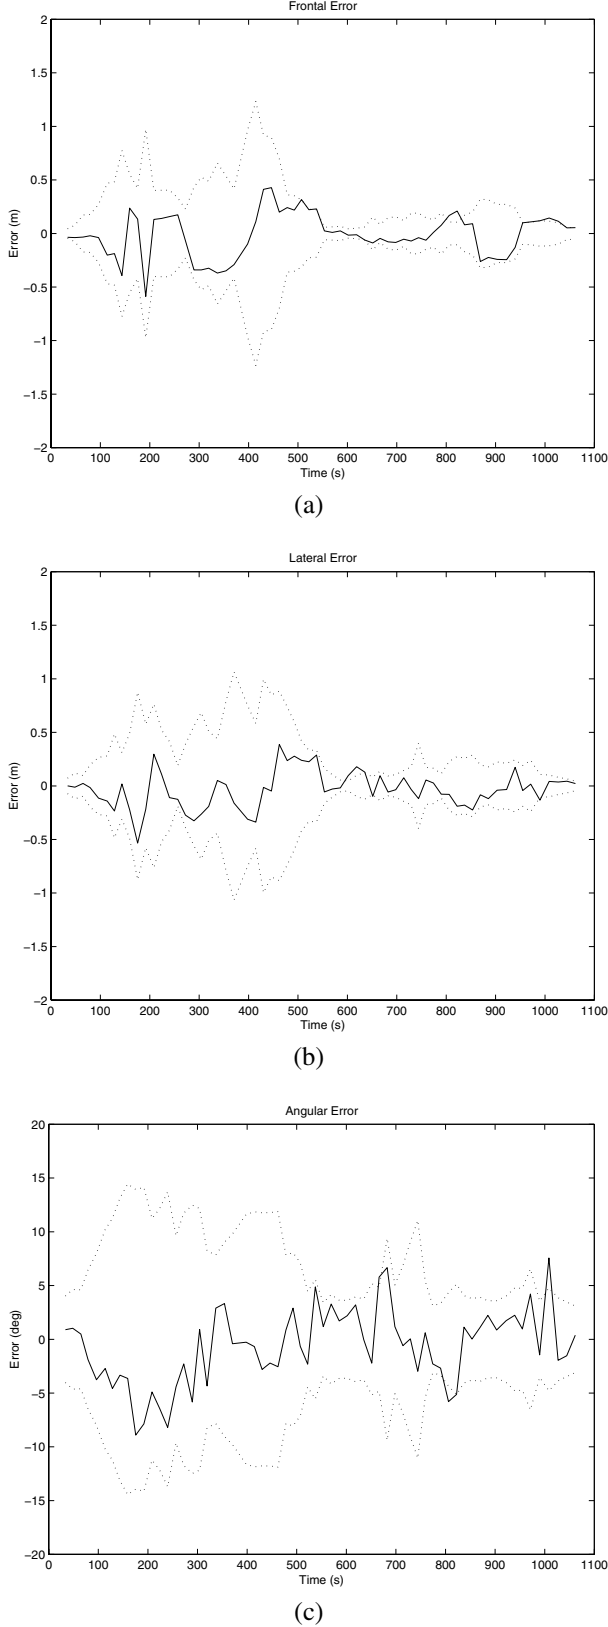 Frontal Error
2
1.5
1
0.5
0
−0.5
−1
−1.5
−2
Error (m)
0 100 200 300 400 500 600 700 800 900 1000 1100
Time (s)
(a)
Lateral Error
2
1.5
1
0.5
0
−0.5
−1
−1.5
−2
Error (m)
0 100 200 300 400 500 600 700 800 900 1000 1100
Time (s)
(b)
Angular Error
20
15
10
5
0
−5
−10
−15
−20
Error (deg)
0 100 200 300 400 500 600 700 800 900 1000 1100
Time (s)
(c)